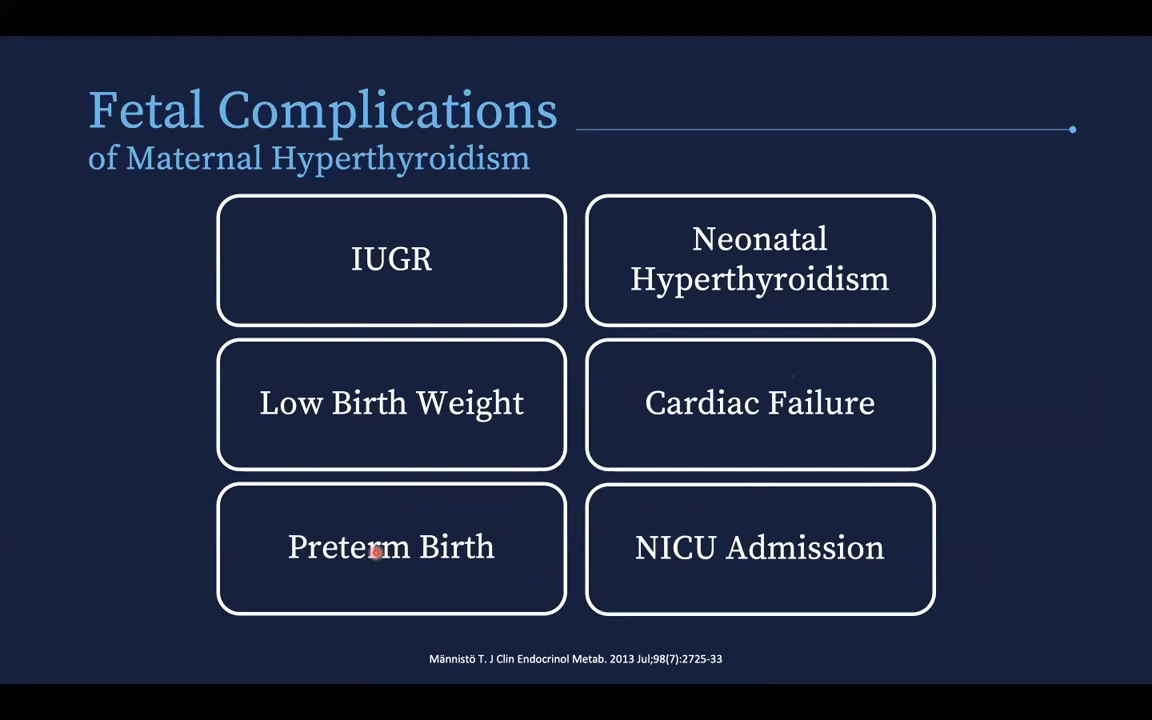 Fetal Complications
of Maternal Hyperthyroidism
IUGR
Neonatal
Hyperthyroidism
Low Birth Weight
Cardiac Failure
Preterm Birth
NICU Admission
Männistö T. J Clin Endocrinol Metab. 2013 Jul;98(7):2725-33